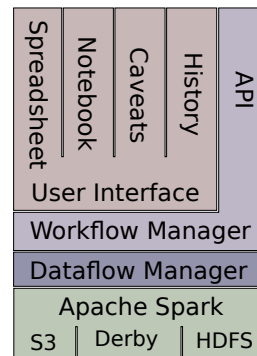 Spreadsheet
Notebook
Caveats
History
API
User Interface
Workflow Manager
Dataflow Manager
Apache Spark
S3
Derby
HDFS